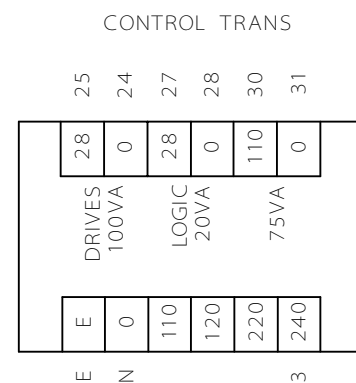 CONTROL TRANS
25 24 27 28 30 31
28 0 28 0 110 0
DRIVES
100VA
LOGIC
20VA
75VA
E 0 110 120 220 240
E N 3